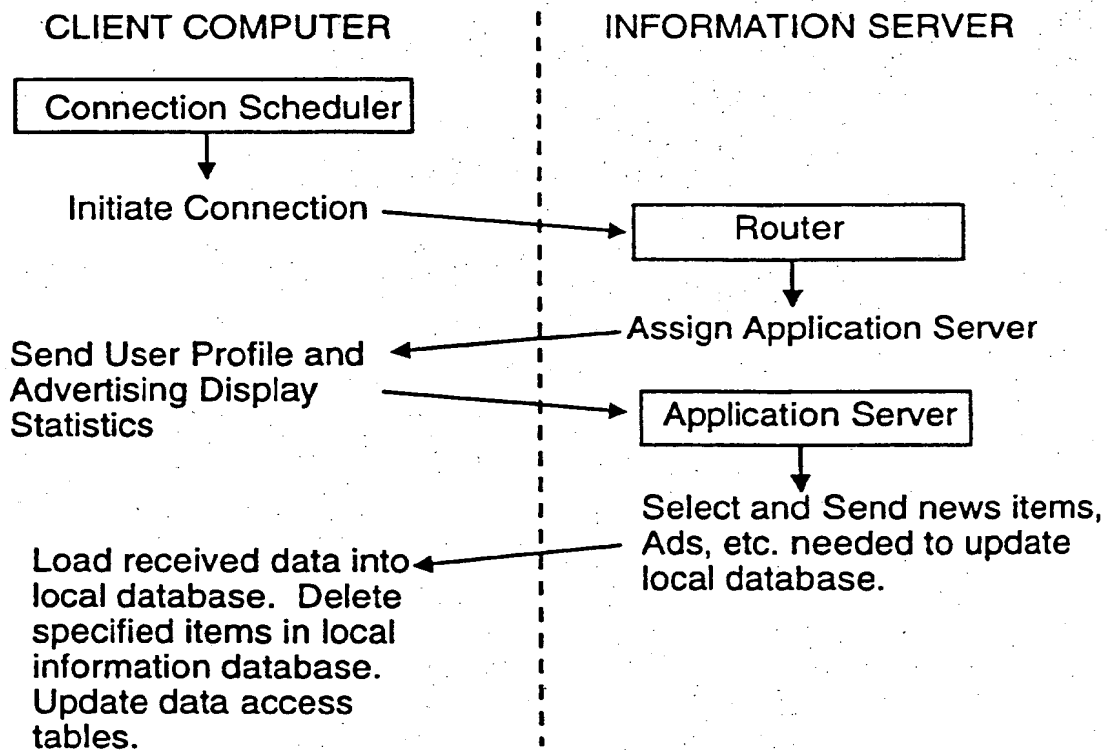 CLIENT COMPUTER
INFORMATION SERVER
Connection Scheduler
Initiate Connection
Router
Assign Application Server
Send User Profile and
Advertising Display
Statistics
Application Server
Select and Send news items,
Ads, etc. needed to update
local database.
Load received data into
local database. Delete
specified items in local
information database.
Update data access
tables.